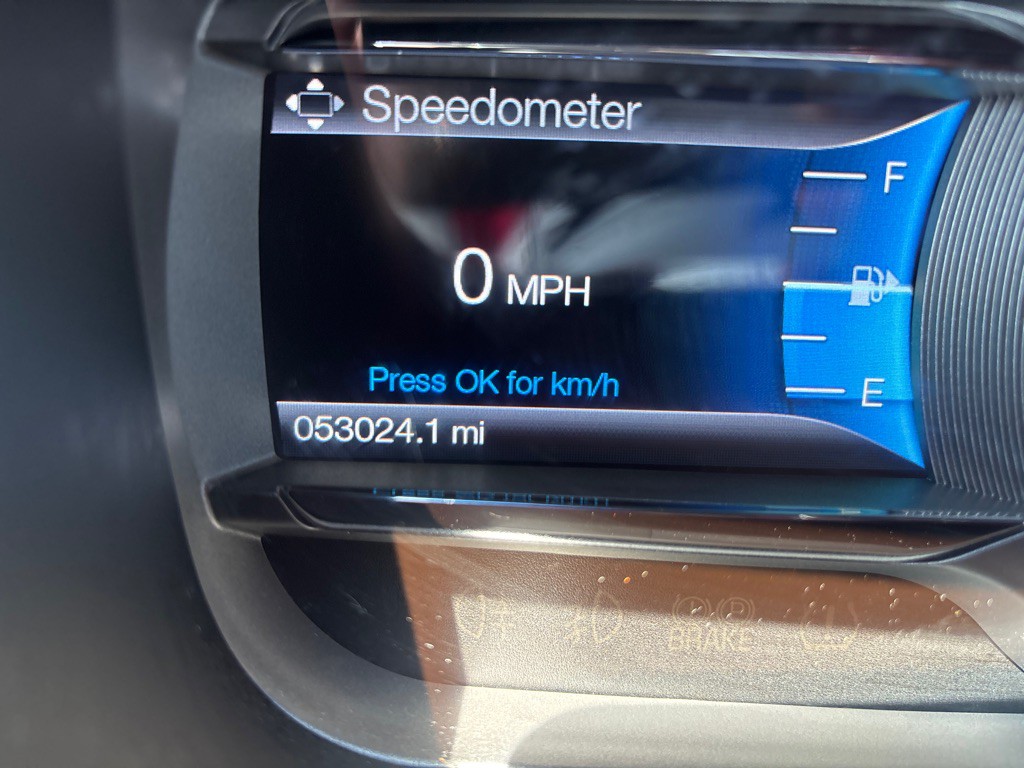 Speedometer
F
0 MPH
E
Press OK for km/h
053024.1 mi
BRAKE